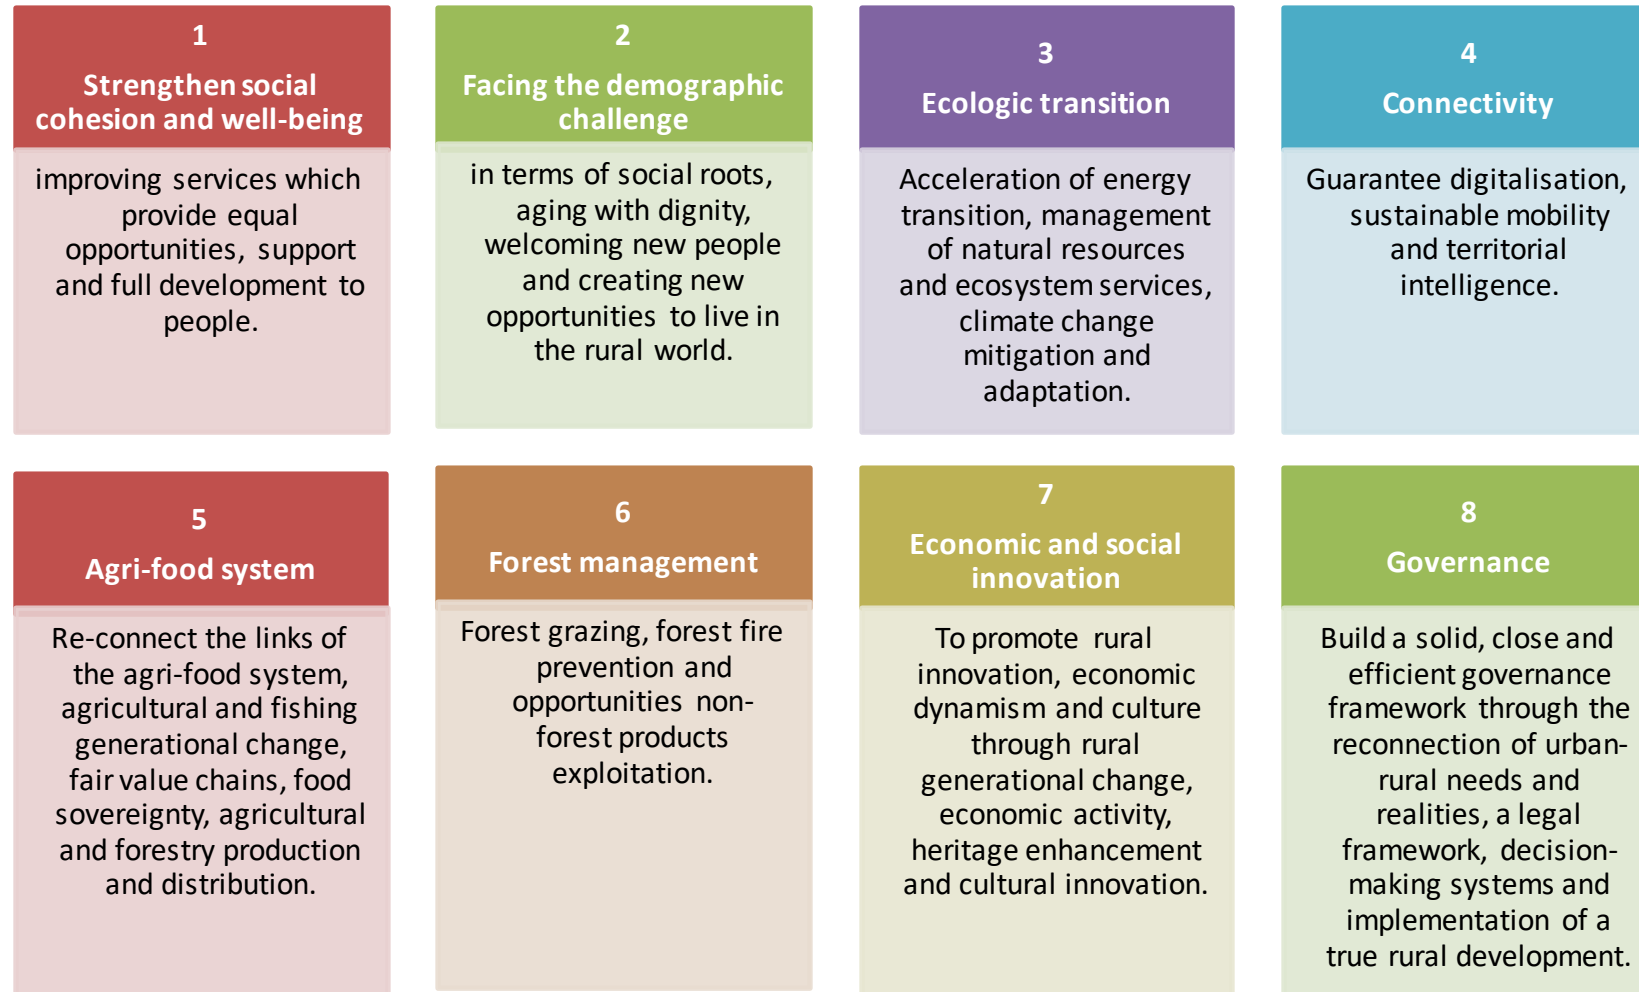 1
Strengthen social
cohesion and well-being
improving services which
provide equal
opportunities, support
and full development to
people.
2
Facing the demographic
challenge
in terms of social roots,
aging with dignity,
welcoming new people
and creating new
opportunities to live in
the rural world.
3
Ecologic transition
Acceleration of energy
transition, management
of natural resources
and ecosystem services,
climate change
mitigation and
adaptation.
4
Connectivity
Guarantee digitalisation,
sustainable mobility
and territorial
intelligence.
5
Agri-food system
Re-connect the links of
the agri-food system,
agricultural and fishing
generational change,
fair value chains, food
sovereignty, agricultural
and forestry production
and distribution.
6
Forest management
Forest grazing, forest fire
prevention and
opportunities non-
forest products
exploitation.
7
Economic and social
innovation
To promote rural
innovation, economic
dynamism and culture
through rural
generational change,
economic activity,
heritage enhancement
and cultural innovation.
8
Governance
Build a solid, close and
efficient governance
framework through the
reconnection of urban-
rural needs and
realities, a legal
framework, decision-
making systems and
implementation of a
true rural development.